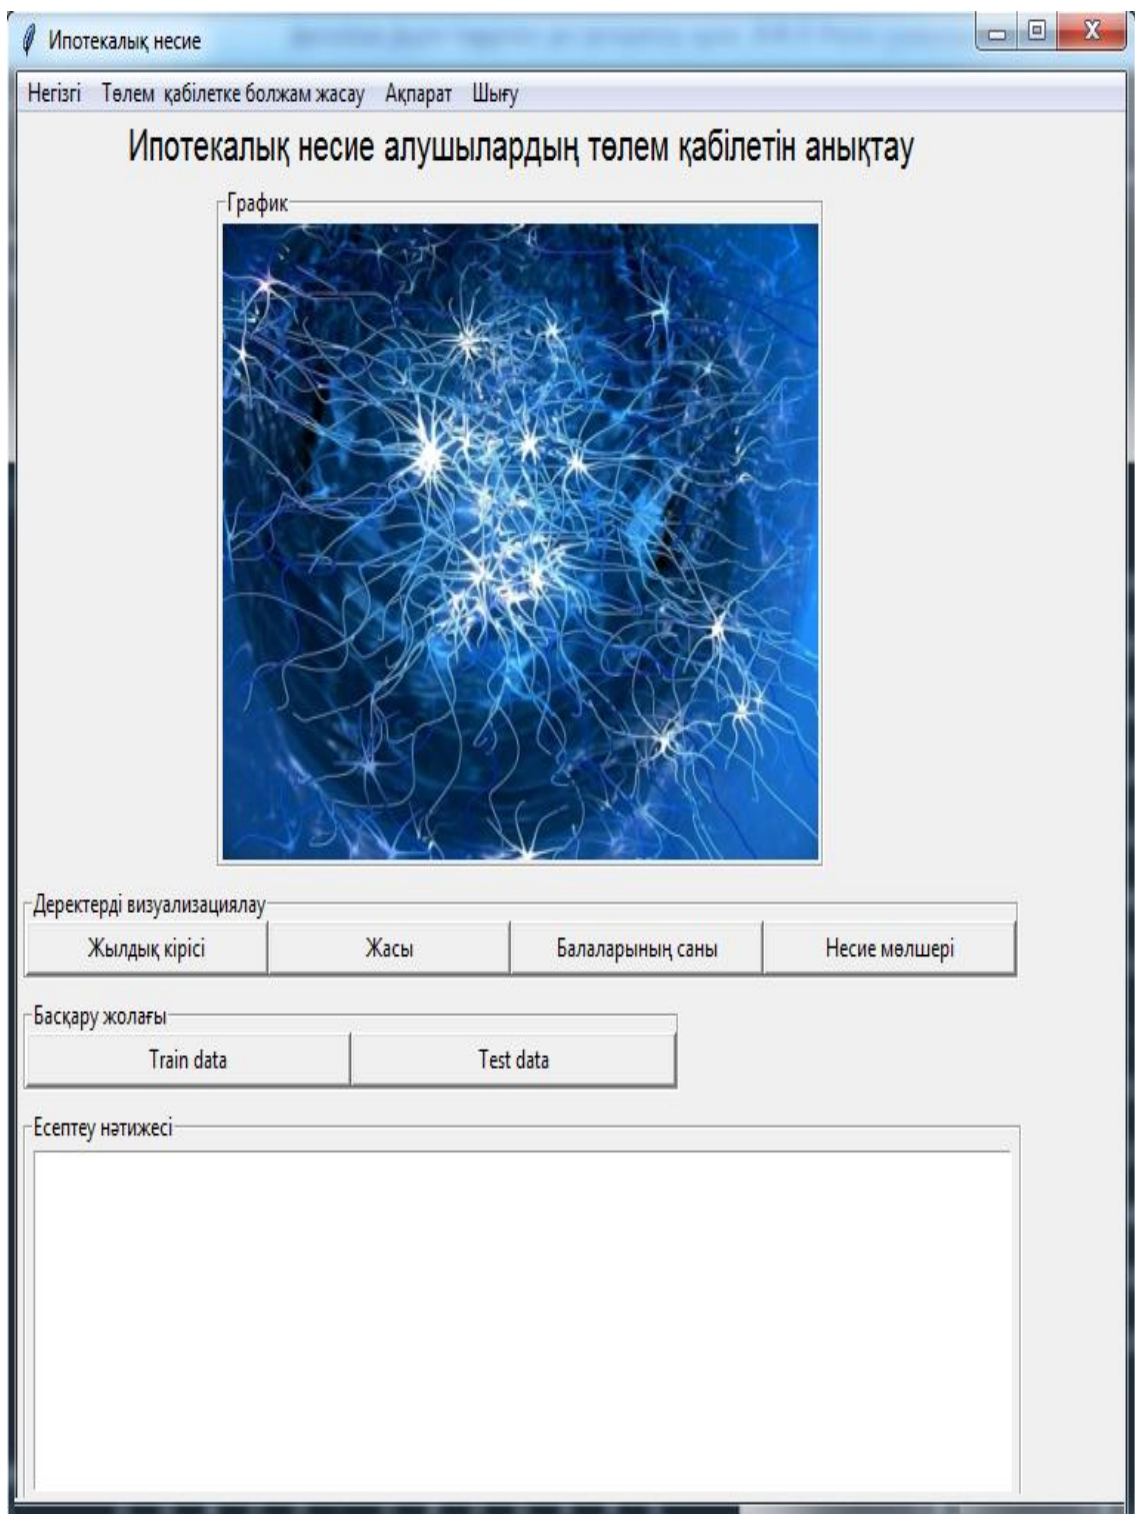 Ипотекалық несие
Негізгі Төлем қабілетке болжам жасау Ақпарат Шығу
Ипотекалық несие алушылардың төлем қабілетін анықтау
График
Деректерді визуализациялау
Жылдық кірісі Жасы Балаларының саны Несие мөлшері
Басқару жолағы
Train data Test data
Есептеу нәтижесі